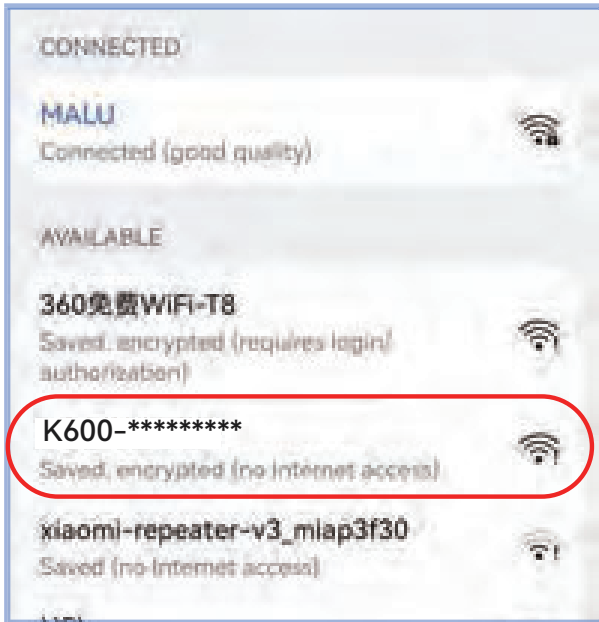 CONNECTED
MALU
Connected (good quality)
AVAILABLE
360免费WiFi-T8
Saved, encrypted (requires login/
authorization)
K600-*********
Saved, encrypted (no Internet access)
xiaomi-repeater-v3_miap3f30
Saved (no Internet access)